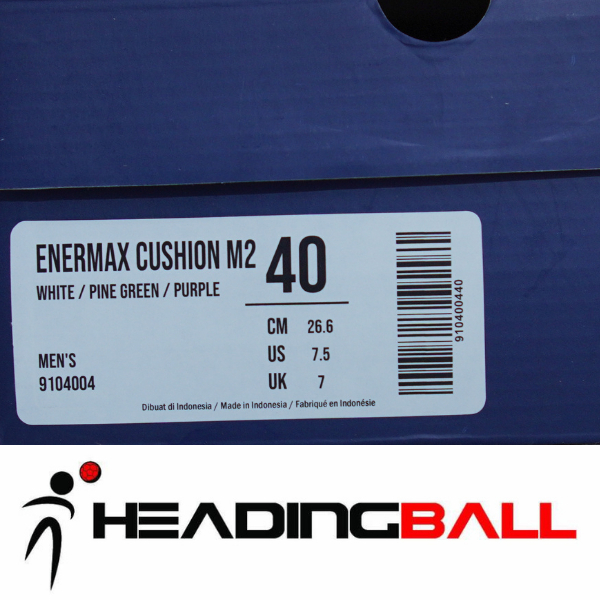 ENERMAX CUSHION M2
WHITE / PINE GREEN / PURPLE
40
CM 26.6
US 7.5
UK 7
MEN'S
9104004
Dibuat di Indonesia / Made in Indonesia / Fabriqué en Indonésie
910400440
HEADINGBALL